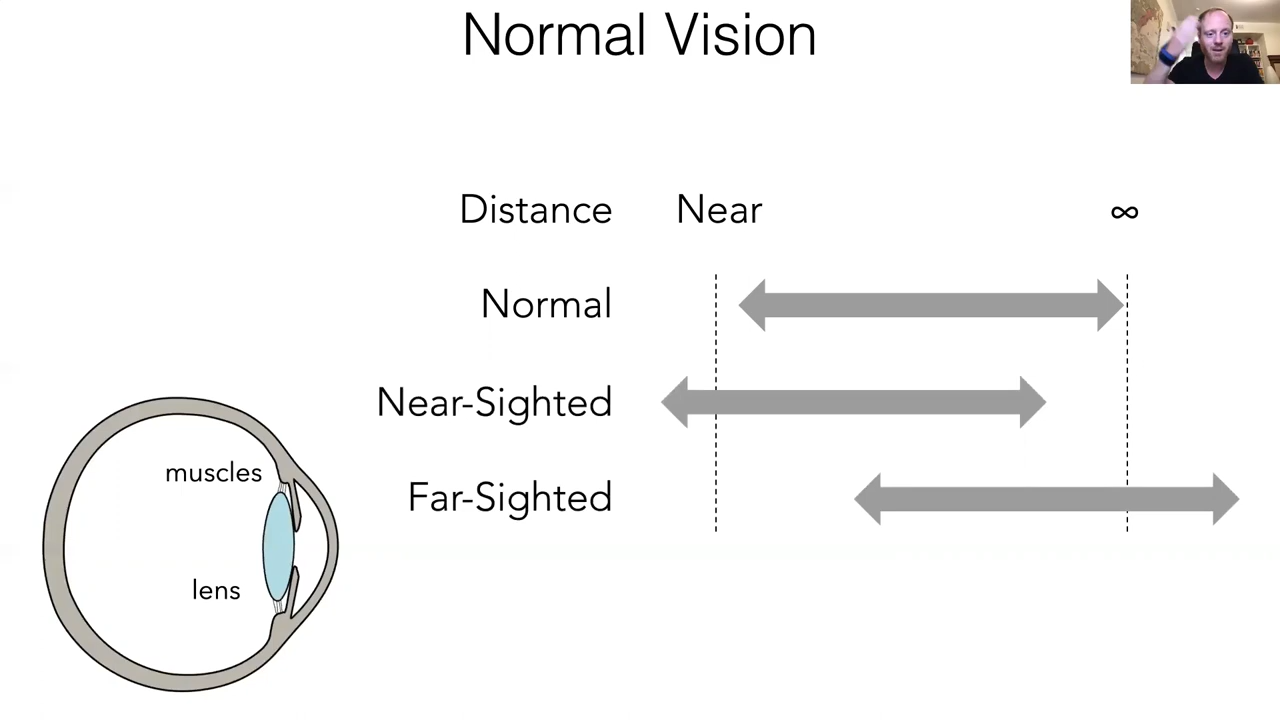 Normal Vision
Distance Near ∞
Normal
Near-Sighted
Far-Sighted
muscles
lens